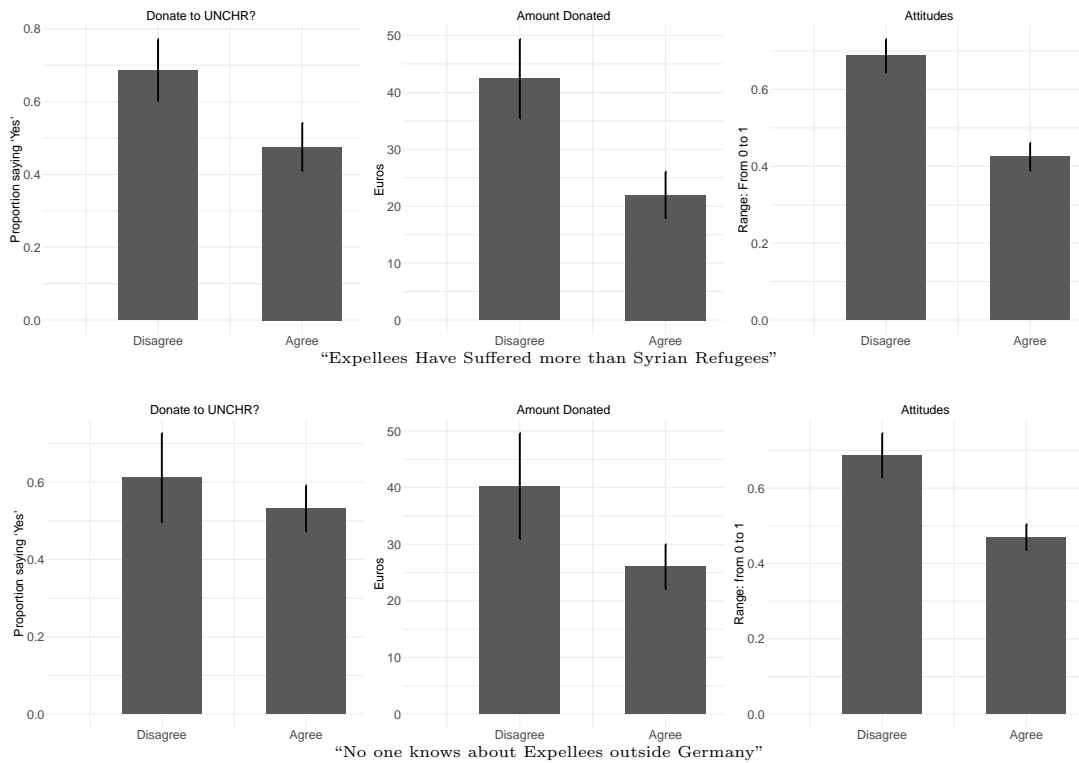 Donate to UNCHR?
Proportion saying ‘Yes’
0.8
0.6
0.4
0.2
0.0
Disagree Agree
Amount Donated
Euros
50
40
30
20
10
0
Disagree Agree
Attitudes
Range: From 0 to 1
0.6
0.4
0.2
0.0
Disagree Agree
“Expellees Have Suffered more than Syrian Refugees”
Donate to UNCHR?
Proportion saying ‘Yes’
0.6
0.4
0.2
0.0
Disagree Agree
Amount Donated
Euros
50
40
30
20
10
0
Disagree Agree
Attitudes
Range: from 0 to 1
0.6
0.4
0.2
0.0
Disagree Agree
“No one knows about Expellees outside Germany”